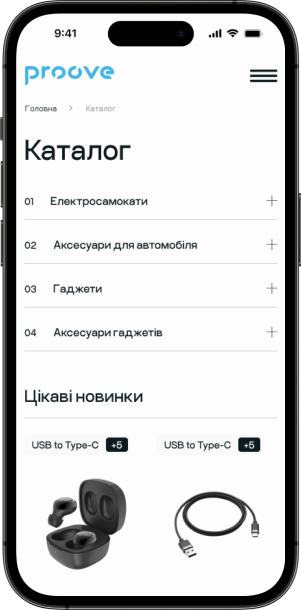 9:41
proove
Головна > Каталог
Каталог
01 Електросамокати +
02 Аксесуари для автомобіля +
03 Гаджети +
04 Аксесуари гаджетів +
Цікаві новинки
USB to Type-C +5 USB to Type-C +5